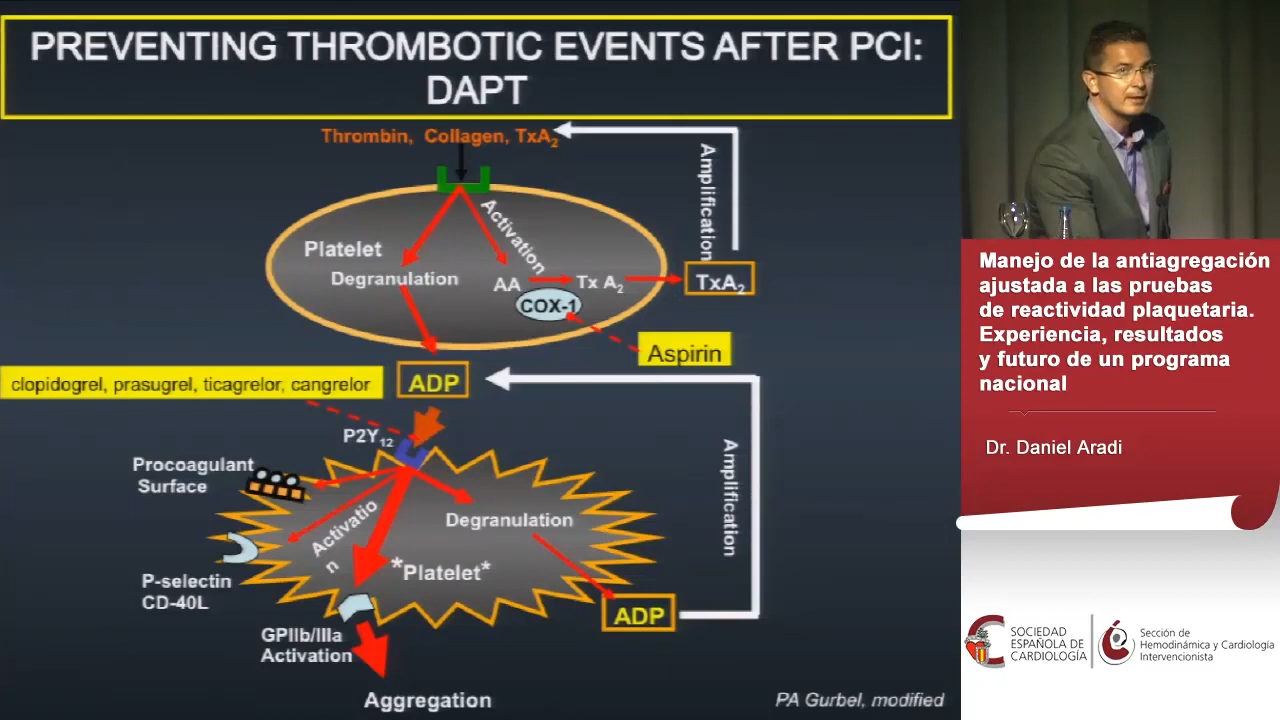 PREVENTING THROMBOTIC EVENTS AFTER PCI:
DAPT
Thrombin, Collagen, TxA2
Amplification
Activation
Platelet
Degranulation
AA
Tx A2
TxA2
COX-1
Aspirin
clopidogrel, prasugrel, ticagrelor, cangrelor
ADP
P2Y12
Procoagulant
Surface
Activatio
n
Degranulation
Amplification
*Platelet*
P-selectin
CD-40L
ADP
GPIIb/IIIa
Activation
Aggregation
PA Gurbel, modified
Manejo de la antiagregación
ajustada a las pruebas
de reactividad plaquetaria.
Experiencia, resultados
y futuro de un programa
nacional
Dr. Daniel Aradi
SOCIEDAD
ESPAÑOLA DE
CARDIOLOGÍA
Sección de
Hemodinámica y Cardiología
Intervencionista